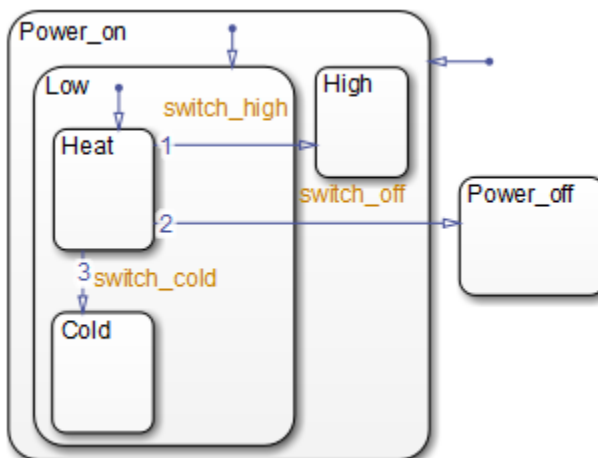 Power_on
Low
High
switch_high
Heat
1
switch_off
Power_off
2
3
switch_cold
Cold